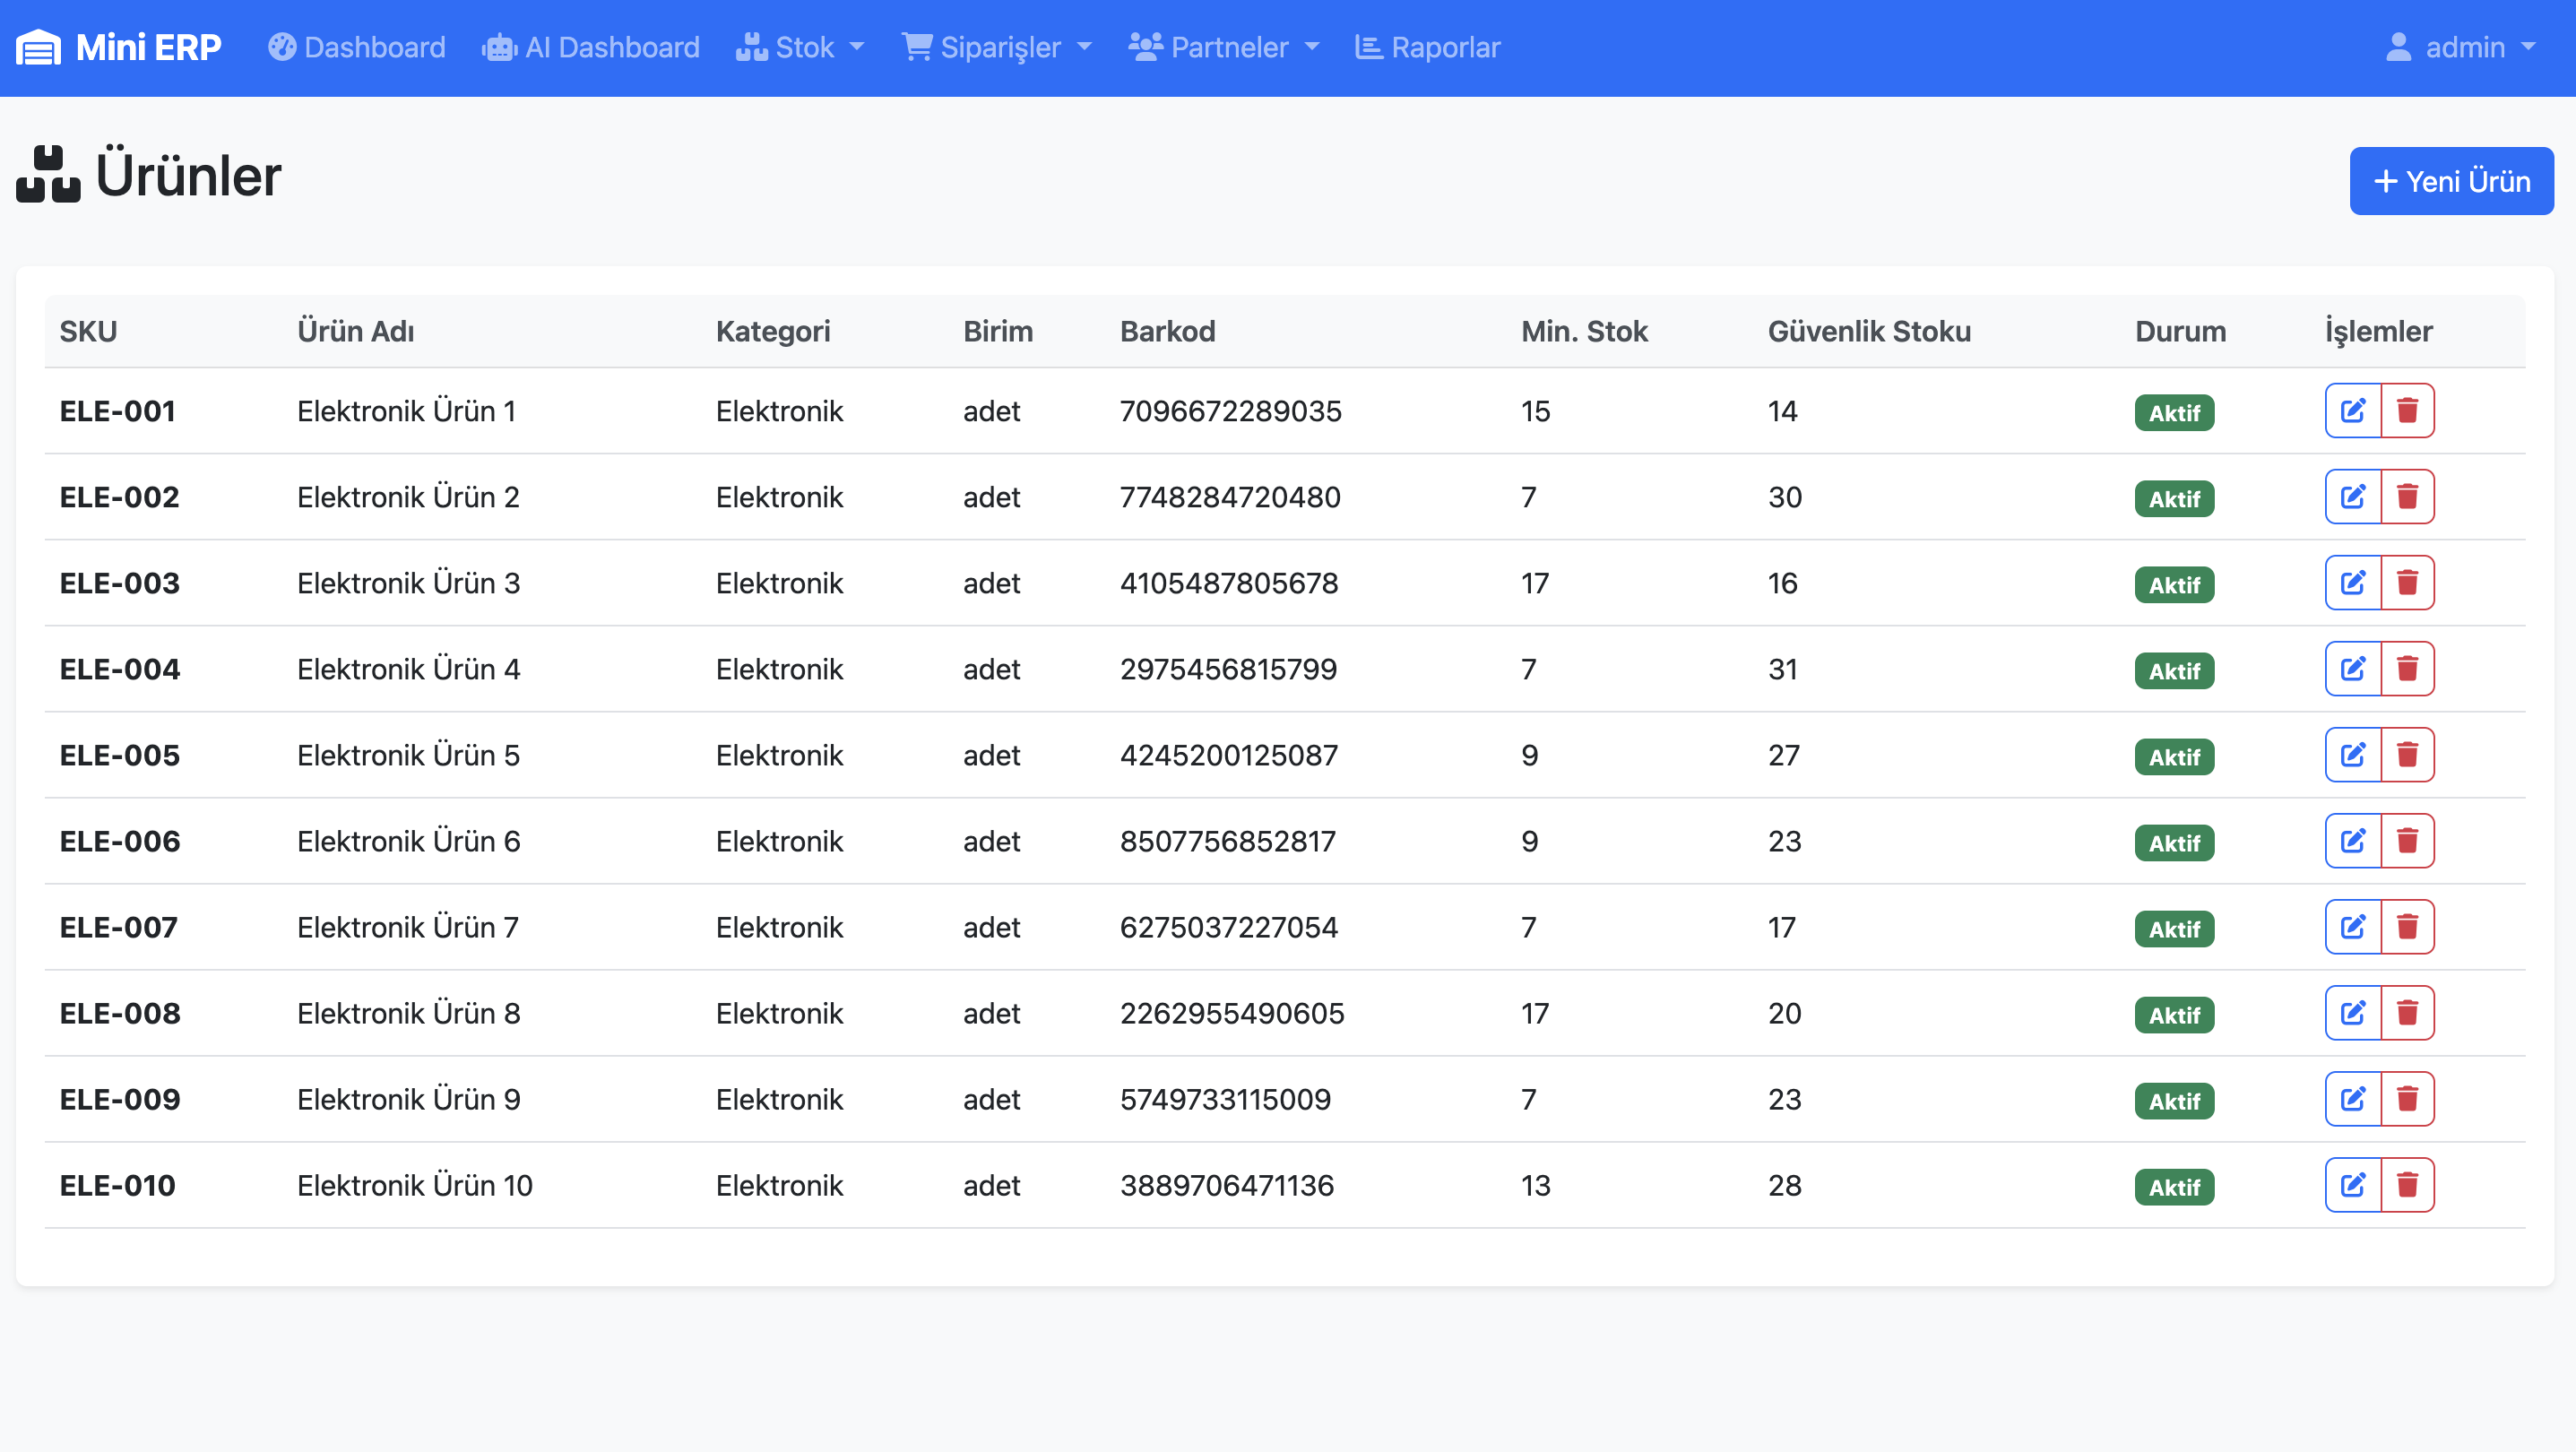 Mini ERP Dashboard AI Dashboard Stok Siparişler Partneler Raporlar admin
Ürünler
+ Yeni Ürün
SKU Ürün Adı Kategori Birim Barkod Min. Stok Güvenlik Stoku Durum İşlemler
ELE-001 Elektronik Ürün 1 Elektronik adet 7096672289035 15 14 Aktif
ELE-002 Elektronik Ürün 2 Elektronik adet 7748284720480 7 30 Aktif
ELE-003 Elektronik Ürün 3 Elektronik adet 4105487805678 17 16 Aktif
ELE-004 Elektronik Ürün 4 Elektronik adet 2975456815799 7 31 Aktif
ELE-005 Elektronik Ürün 5 Elektronik adet 4245200125087 9 27 Aktif
ELE-006 Elektronik Ürün 6 Elektronik adet 8507756852817 9 23 Aktif
ELE-007 Elektronik Ürün 7 Elektronik adet 6275037227054 7 17 Aktif
ELE-008 Elektronik Ürün 8 Elektronik adet 2262955490605 17 20 Aktif
ELE-009 Elektronik Ürün 9 Elektronik adet 5749733115009 7 23 Aktif
ELE-010 Elektronik Ürün 10 Elektronik adet 3889706471136 13 28 Aktif